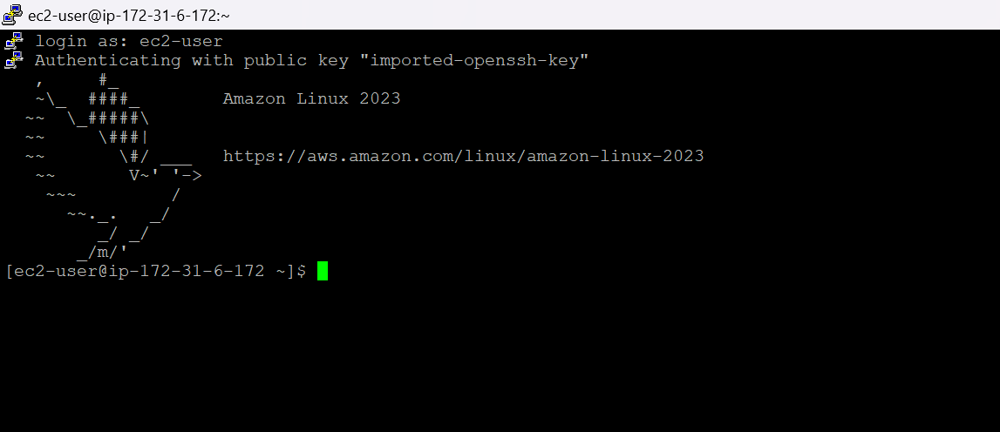 ec2-user@ip-172-31-6-172:~
login as: ec2-user
Authenticating with public key "imported-openssh-key"
   ,     #_
   ~\_  ####_        Amazon Linux 2023
  ~~  \_#####\
  ~~     \###|
  ~~       \#/ ___   https://aws.amazon.com/linux/amazon-linux-2023
   ~~       V~' '->
    ~~~         /
      ~~._.   _/
         _/ _/
       _/m/'
[ec2-user@ip-172-31-6-172 ~]$